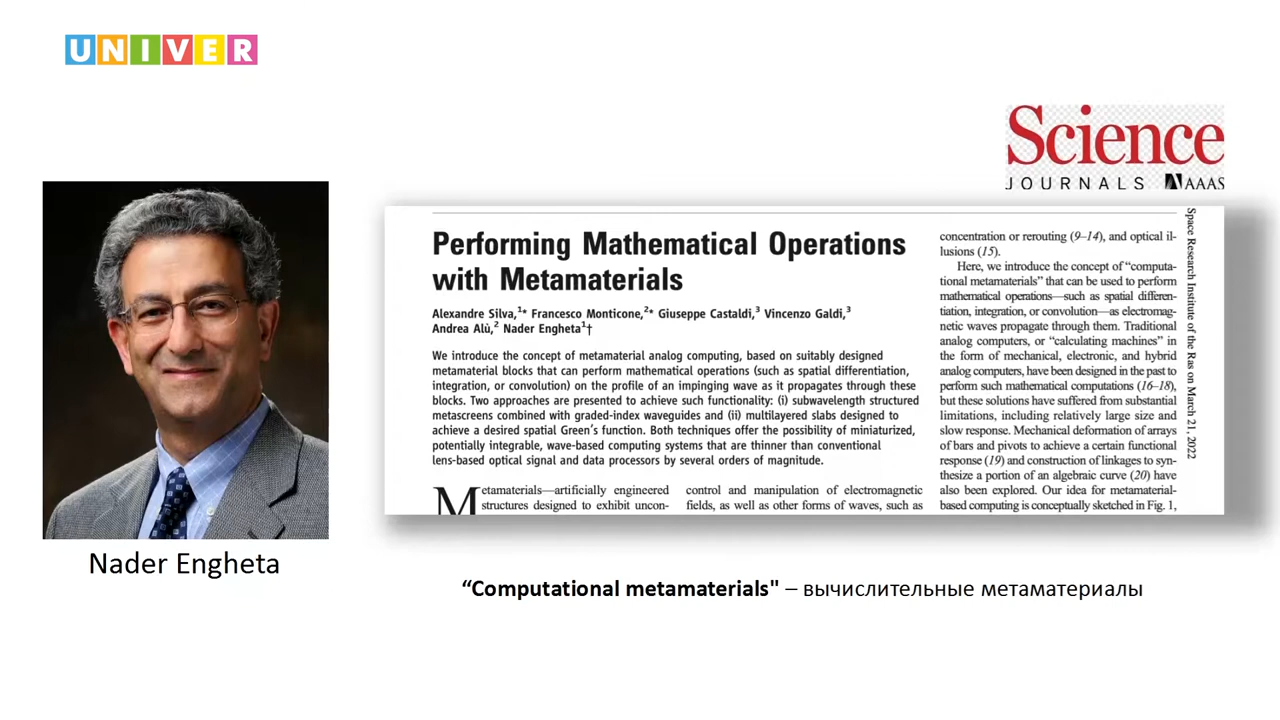 UNIVER
Science
JOURNALS AAAS
Performing Mathematical Operations
with Metamaterials
Alexandre Silva,¹* Francesco Monticone,²* Giuseppe Castaldi,³ Vincenzo Galdi,³
Andrea Alù,² Nader Engheta¹†
We introduce the concept of metamaterial analog computing, based on suitably designed
metamaterial blocks that can perform mathematical operations (such as spatial differentiation,
integration, or convolution) on the profile of an impinging wave as it propagates through these
blocks. Two approaches are presented to achieve such functionality: (i) subwavelength structured
metascreens combined with graded-index waveguides and (ii) multilayered slabs designed to
achieve a desired spatial Green's function. Both techniques offer the possibility of miniaturized,
potentially integrable, wave-based computing systems that are thinner than conventional
lens-based optical signal and data processors by several orders of magnitude.
Metamaterials—artificially engineered
structures designed to exhibit uncon-
control and manipulation of electromagnetic
fields, as well as other forms of waves, such as
concentration or rerouting (9–14), and optical il-
lusions (15).
Here, we introduce the concept of “computa-
tional metamaterials” that can be used to perform
mathematical operations—such as spatial differen-
tiation, integration, or convolution—as electromag-
netic waves propagate through them. Traditional
analog computers, or “calculating machines” in
the form of mechanical, electronic, and hybrid
analog computers, have been designed in the past to
perform such mathematical computations (16–18),
but these solutions have suffered from substantial
limitations, including relatively large size and
slow response. Mechanical deformation of arrays
of bars and pivots to achieve a certain functional
response (19) and construction of linkages to syn-
thesize a portion of an algebraic curve (20) have
also been explored. Our idea for metamaterial-
based computing is conceptually sketched in Fig. 1,
Space Research Institute of the Ras on March 21, 2022
Nader Engheta
“Computational metamaterials" – вычислительные метаматериалы